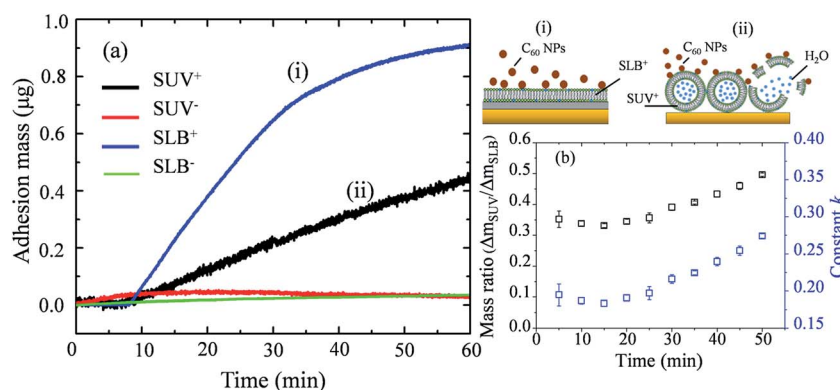 (a)
SUV⁺
SUV⁻
SLB⁺
SLB⁻
(i)
(ii)
Adhesion mass (μg)
1.0
0.8
0.6
0.4
0.2
0.0
0 10 20 30 40 50 60
Time (min)
(i)
C₆₀ NPs
SLB⁺
(ii)
C₆₀ NPs
H₂O
SUV⁺
(b)
Mass ratio (Δm_SUV/Δm_SLB)
0.6
0.5
0.4
0.3
0.2
0.1
0.0
0 10 20 30 40 50
Time (min)
0.40
0.35
0.30
0.25
0.20
0.15
Constant k